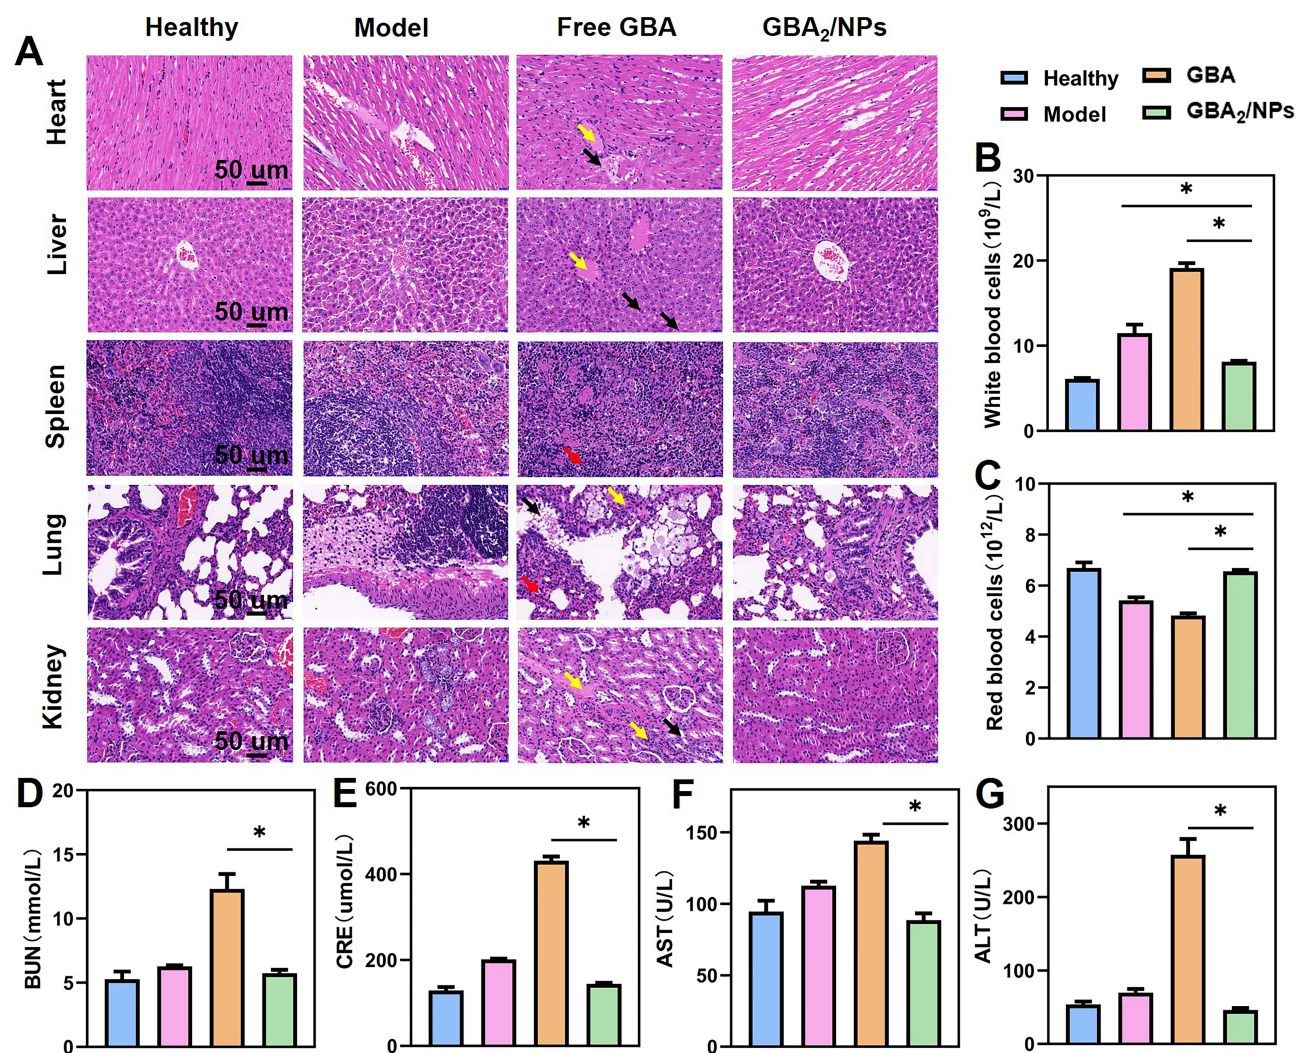 A
Healthy
Model
Free GBA
GBA₂/NPs
Heart
50 um
Liver
50 um
Spleen
50 um
Lung
50 um
Kidney
50 um
Healthy
GBA
Model
GBA₂/NPs
B
White blood cells (10⁹/L)
30
20
10
0
*
*
C
Red blood cells (10¹²/L)
10
8
6
4
2
0
*
*
D
BUN (mmol/L)
20
15
10
5
0
*
E
CRE (umol/L)
600
400
200
0
*
F
AST (U/L)
150
100
50
0
*
G
ALT (U/L)
300
200
100
0
*